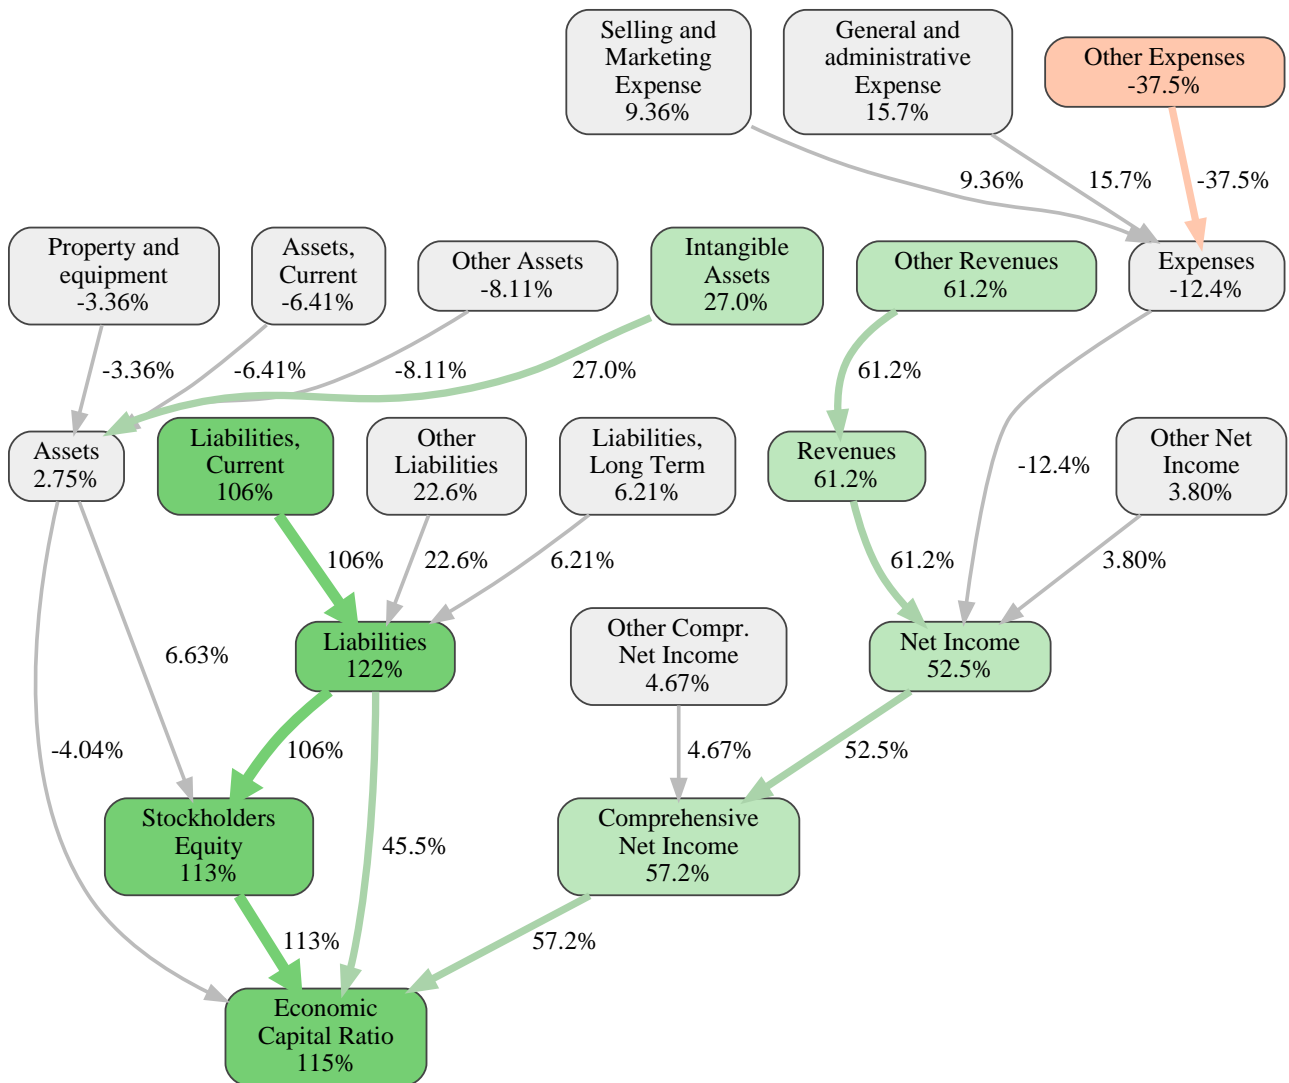 Selling and
Marketing
Expense
9.36%
General and
administrative
Expense
15.7%
Other Expenses
-37.5%
9.36%
15.7%
-37.5%
Property and
equipment
-3.36%
Assets,
Current
-6.41%
Other Assets
-8.11%
Intangible
Assets
27.0%
Other Revenues
61.2%
Expenses
-12.4%
-3.36%
-6.41%
-8.11%
27.0%
61.2%
Assets
2.75%
Liabilities,
Current
106%
Other
Liabilities
22.6%
Liabilities,
Long Term
6.21%
Revenues
61.2%
-12.4%
Other Net
Income
3.80%
106%
22.6%
6.21%
61.2%
3.80%
6.63%
Liabilities
122%
Other Compr.
Net Income
4.67%
Net Income
52.5%
-4.04%
106%
4.67%
52.5%
Stockholders
Equity
113%
45.5%
Comprehensive
Net Income
57.2%
113%
57.2%
Economic
Capital Ratio
115%